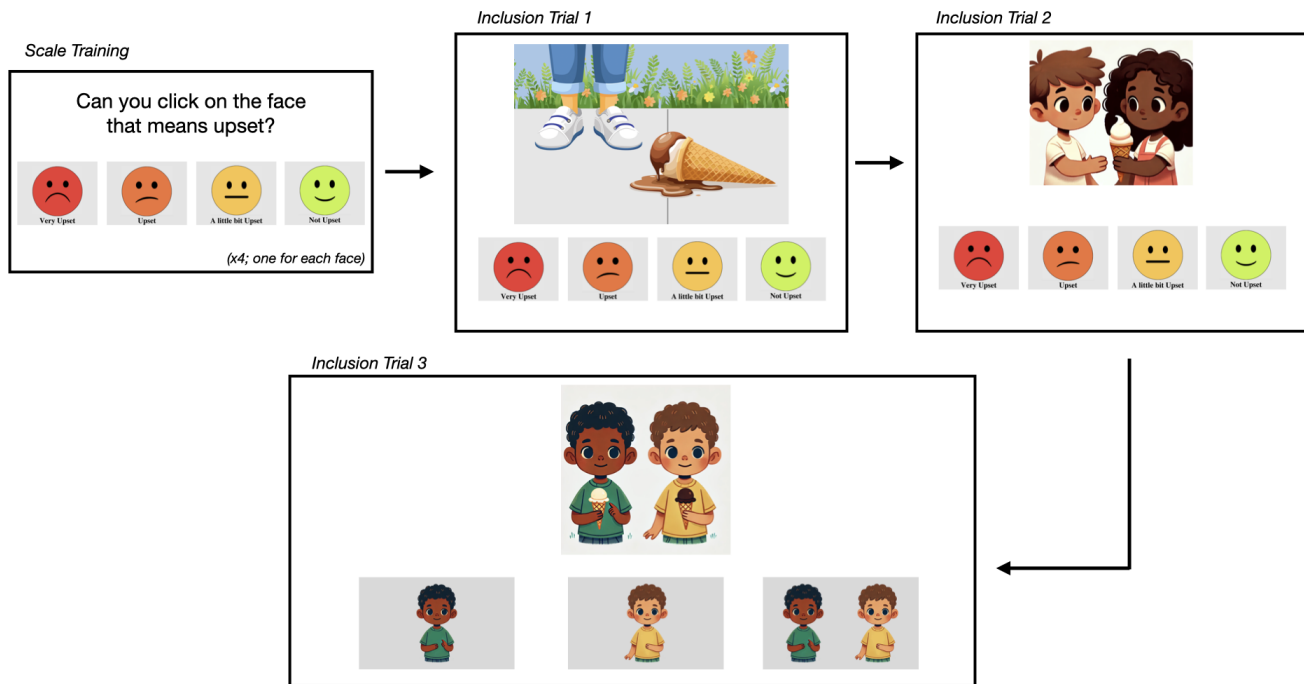 Scale Training
Can you click on the face
that means upset?
Very Upset
Upset
A little bit Upset
Not Upset
(x4; one for each face)
Inclusion Trial 1
Very Upset
Upset
A little bit Upset
Not Upset
Inclusion Trial 2
Very Upset
Upset
A little bit Upset
Not Upset
Inclusion Trial 3